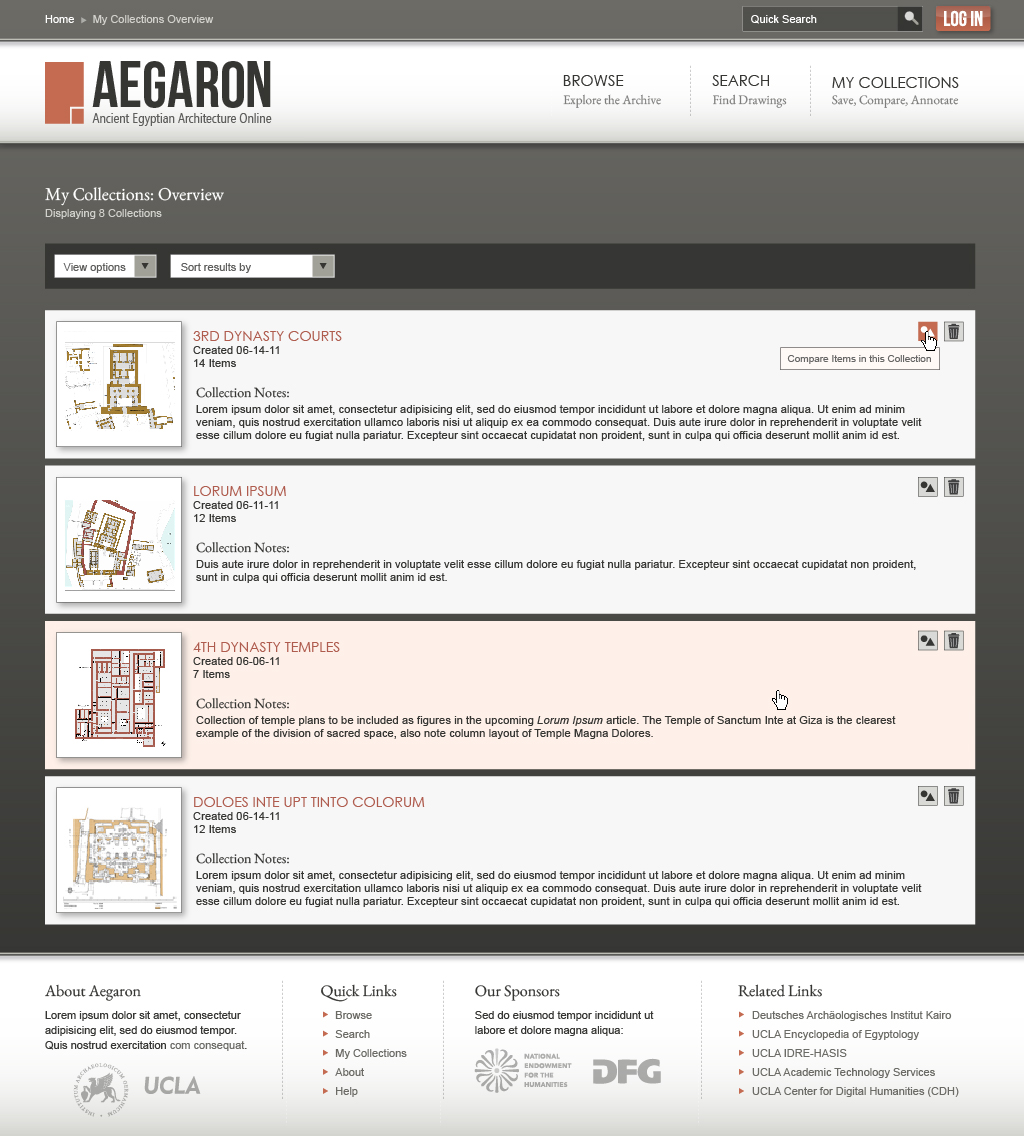 Home ▸ My Collections Overview
Quick Search
LOG IN
AEGARON
Ancient Egyptian Architecture Online
BROWSE
Explore the Archive
SEARCH
Find Drawings
MY COLLECTIONS
Save, Compare, Annotate
My Collections: Overview
Displaying 8 Collections
View options
Sort results by
3RD DYNASTY COURTS
Created 06-14-11
14 Items
Compare Items in this Collection
Collection Notes:
Lorem ipsum dolor sit amet, consectetur adipisicing elit, sed do eiusmod tempor incididunt ut labore et dolore magna aliqua. Ut enim ad minim
veniam, quis nostrud exercitation ullamco laboris nisi ut aliquip ex ea commodo consequat. Duis aute irure dolor in reprehenderit in voluptate velit
esse cillum dolore eu fugiat nulla pariatur. Excepteur sint occaecat cupidatat non proident, sunt in culpa qui officia deserunt mollit anim id est.
LORUM IPSUM
Created 06-11-11
12 Items
Collection Notes:
Duis aute irure dolor in reprehenderit in voluptate velit esse cillum dolore eu fugiat nulla pariatur. Excepteur sint occaecat cupidatat non proident,
sunt in culpa qui officia deserunt mollit anim id est.
4TH DYNASTY TEMPLES
Created 06-06-11
7 Items
Collection Notes:
Collection of temple plans to be included as figures in the upcoming Lorum Ipsum article. The Temple of Sanctum Inte at Giza is the clearest
example of the division of sacred space, also note column layout of Temple Magna Dolores.
DOLOES INTE UPT TINTO COLORUM
Created 06-14-11
12 Items
Collection Notes:
Lorem ipsum dolor sit amet, consectetur adipisicing elit, sed do eiusmod tempor incididunt ut labore et dolore magna aliqua. Ut enim ad minim
veniam, quis nostrud exercitation ullamco laboris nisi ut aliquip ex ea commodo consequat. Duis aute irure dolor in reprehenderit in voluptate velit
esse cillum dolore eu fugiat nulla pariatur. Excepteur sint occaecat cupidatat non proident, sunt in culpa qui officia deserunt mollit anim id est.
About Aegaron
Lorem ipsum dolor sit amet, consectetur
adipisicing elit, sed do eiusmod tempor.
Quis nostrud exercitation com consequat.
UCLA
Quick Links
Browse
Search
My Collections
About
Help
Our Sponsors
Sed do eiusmod tempor incididunt ut
labore et dolore magna aliqua:
NATIONAL
ENDOWMENT
FOR THE
HUMANITIES
DFG
Related Links
Deutsches Archäologisches Institut Kairo
UCLA Encyclopedia of Egyptology
UCLA IDRE-HASIS
UCLA Academic Technology Services
UCLA Center for Digital Humanities (CDH)